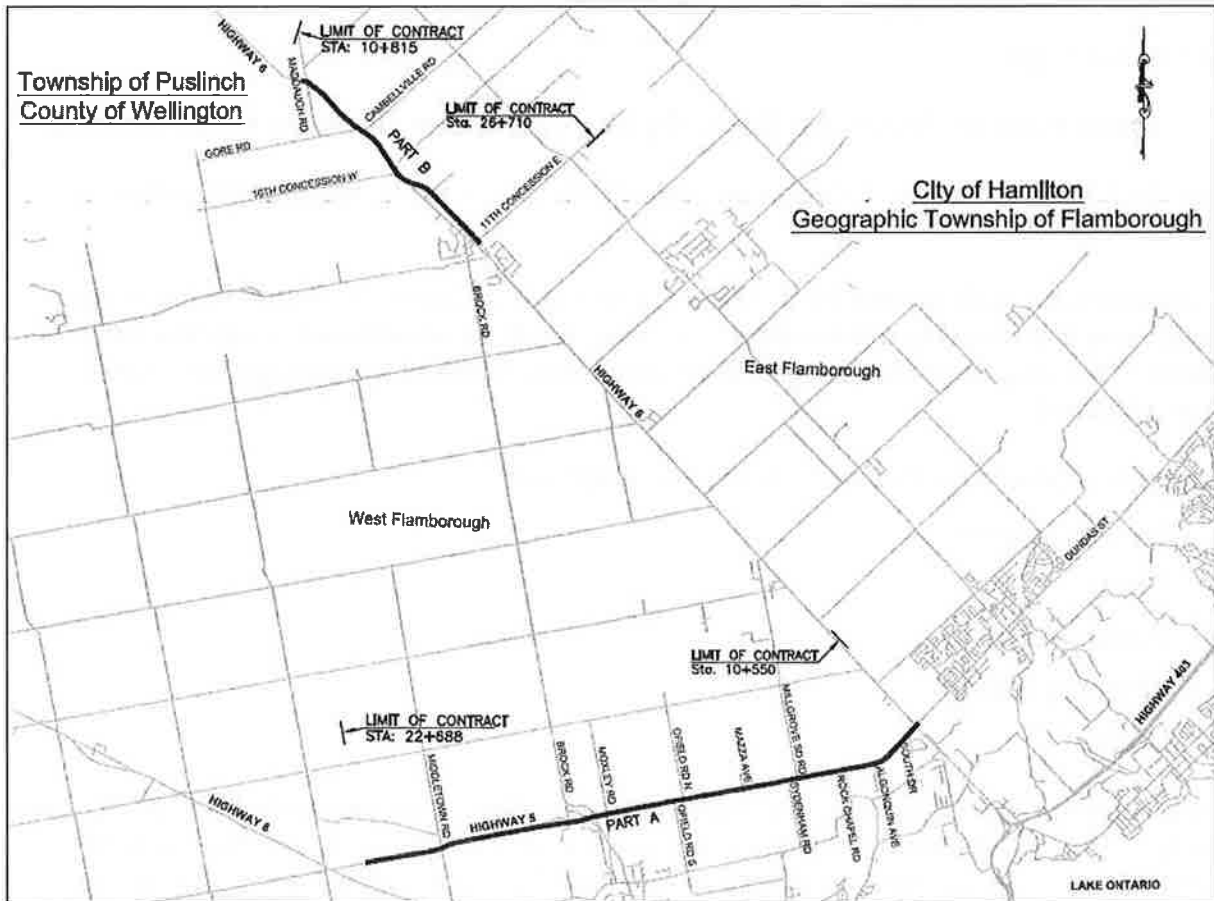 HIGHWAY 6
LIMIT OF CONTRACT
STA: 10+815
Township of Puslinch
County of Wellington
MADDAUGH RD
CAMBELLVILLE RD
LIMIT OF CONTRACT
Sta. 26+710
GORE RD
PART B
10TH CONCESSION W
11TH CONCESSION E
City of Hamilton
Geographic Township of Flamborough
BROCK RD
HIGHWAY 6
East Flamborough
West Flamborough
DUNDAS ST
LIMIT OF CONTRACT
Sta. 10+550
HIGHWAY 403
LIMIT OF CONTRACT
STA: 22+688
MIDDLETOWN RD
BROCK RD
MOXLEY RD
OFIELD RD N
MAZZA AVE
MILLGROVE SD RD
SOUTH DR
HIGHWAY 8
HIGHWAY 5
PART A
OFIELD RD S
SYDENHAM RD
ROCK CHAPEL RD
ALGONQUIN AVE
LAKE ONTARIO